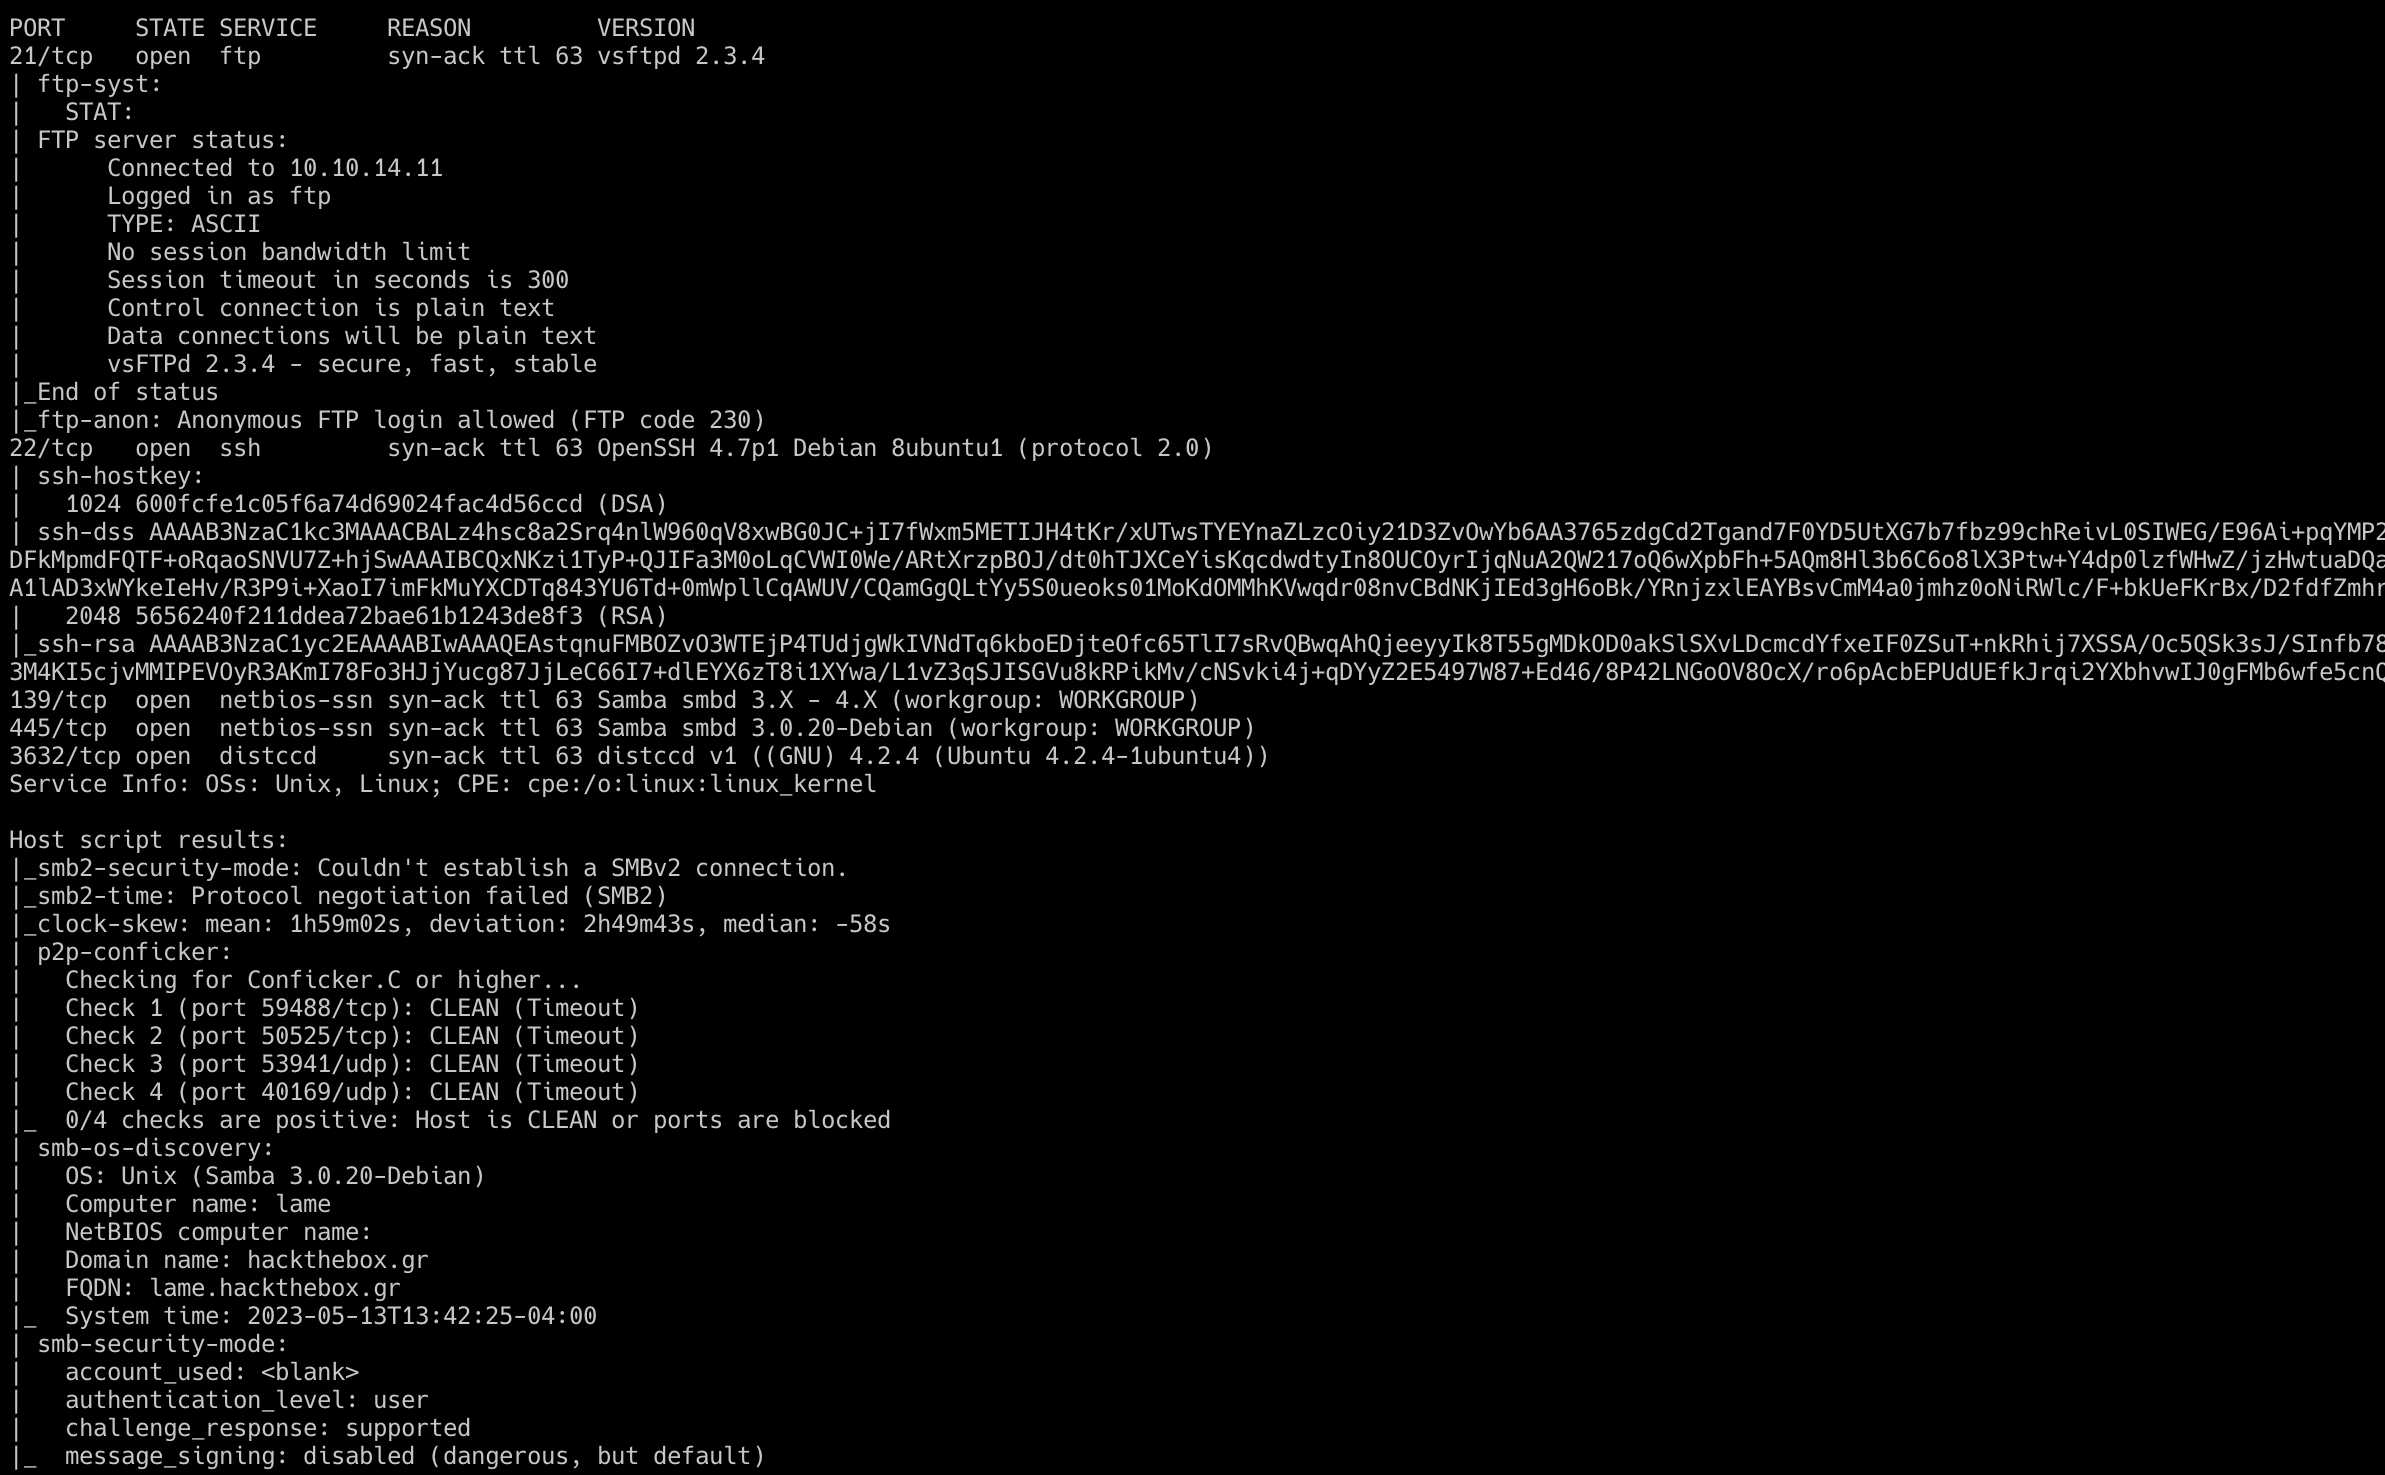 PORT     STATE SERVICE     REASON         VERSION
21/tcp   open  ftp         syn-ack ttl 63 vsftpd 2.3.4
| ftp-syst:
|   STAT:
| FTP server status:
|      Connected to 10.10.14.11
|      Logged in as ftp
|      TYPE: ASCII
|      No session bandwidth limit
|      Session timeout in seconds is 300
|      Control connection is plain text
|      Data connections will be plain text
|      vsFTPd 2.3.4 - secure, fast, stable
|_End of status
|_ftp-anon: Anonymous FTP login allowed (FTP code 230)
22/tcp   open  ssh         syn-ack ttl 63 OpenSSH 4.7p1 Debian 8ubuntu1 (protocol 2.0)
| ssh-hostkey:
|   1024 600fcfe1c05f6a74d69024fac4d56ccd (DSA)
| ssh-dss AAAAB3NzaC1kc3MAAACBALz4hsc8a2Srq4nlW960qV8xwBG0JC+jI7fWxm5METIJH4tKr/xUTwsTYEYnaZLzcOiy21D3ZvOwYb6AA3765zdgCd2Tgand7F0YD5UtXG7b7fbz99chReivL0SIWEG/E96Ai+pqYMP2
DFkMpmdFQTF+oRqaoSNVU7Z+hjSwAAAIBCQxNKzi1TyP+QJIFa3M0oLqCVWI0We/ARtXrzpBOJ/dt0hTJXCeYisKqcdwdtyIn8OUCOyrIjqNuA2QW217oQ6wXpbFh+5AQm8Hl3b6C6o8lX3Ptw+Y4dp0lzfWHwZ/jzHwtuaDQa
A1lAD3xWYkeIeHv/R3P9i+XaoI7imFkMuYXCDTq843YU6Td+0mWpllCqAWUV/CQamGgQLtYy5S0ueoks01MoKdOMMhKVwqdr08nvCBdNKjIEd3gH6oBk/YRnjzxlEAYBsvCmM4a0jmhz0oNiRWlc/F+bkUeFKrBx/D2fdfZmhr
|   2048 5656240f211ddea72bae61b1243de8f3 (RSA)
|_ssh-rsa AAAAB3NzaC1yc2EAAAABIwAAAQEAstqnuFMBOZvO3WTEjP4TUdjgWkIVNdTq6kboEDjteOfc65TlI7sRvQBwqAhQjeeyyIk8T55gMDkOD0akSlSXvLDcmcdYfxeIF0ZSuT+nkRhij7XSSA/Oc5QSk3sJ/SInfb78
3M4KI5cjvMMIPEVOyR3AKmI78Fo3HJjYucg87JjLeC66I7+dlEYX6zT8i1XYwa/L1vZ3qSJISGVu8kRPikMv/cNSvki4j+qDYyZ2E5497W87+Ed46/8P42LNGoOV8OcX/ro6pAcbEPUdUEfkJrqi2YXbhvwIJ0gFMb6wfe5cnQ
139/tcp  open  netbios-ssn syn-ack ttl 63 Samba smbd 3.X - 4.X (workgroup: WORKGROUP)
445/tcp  open  netbios-ssn syn-ack ttl 63 Samba smbd 3.0.20-Debian (workgroup: WORKGROUP)
3632/tcp open  distccd     syn-ack ttl 63 distccd v1 ((GNU) 4.2.4 (Ubuntu 4.2.4-1ubuntu4))
Service Info: OSs: Unix, Linux; CPE: cpe:/o:linux:linux_kernel

Host script results:
|_smb2-security-mode: Couldn't establish a SMBv2 connection.
|_smb2-time: Protocol negotiation failed (SMB2)
|_clock-skew: mean: 1h59m02s, deviation: 2h49m43s, median: -58s
| p2p-conficker:
|   Checking for Conficker.C or higher...
|   Check 1 (port 59488/tcp): CLEAN (Timeout)
|   Check 2 (port 50525/tcp): CLEAN (Timeout)
|   Check 3 (port 53941/udp): CLEAN (Timeout)
|   Check 4 (port 40169/udp): CLEAN (Timeout)
|_  0/4 checks are positive: Host is CLEAN or ports are blocked
| smb-os-discovery:
|   OS: Unix (Samba 3.0.20-Debian)
|   Computer name: lame
|   NetBIOS computer name:
|   Domain name: hackthebox.gr
|   FQDN: lame.hackthebox.gr
|_  System time: 2023-05-13T13:42:25-04:00
| smb-security-mode:
|   account_used: <blank>
|   authentication_level: user
|   challenge_response: supported
|_  message_signing: disabled (dangerous, but default)